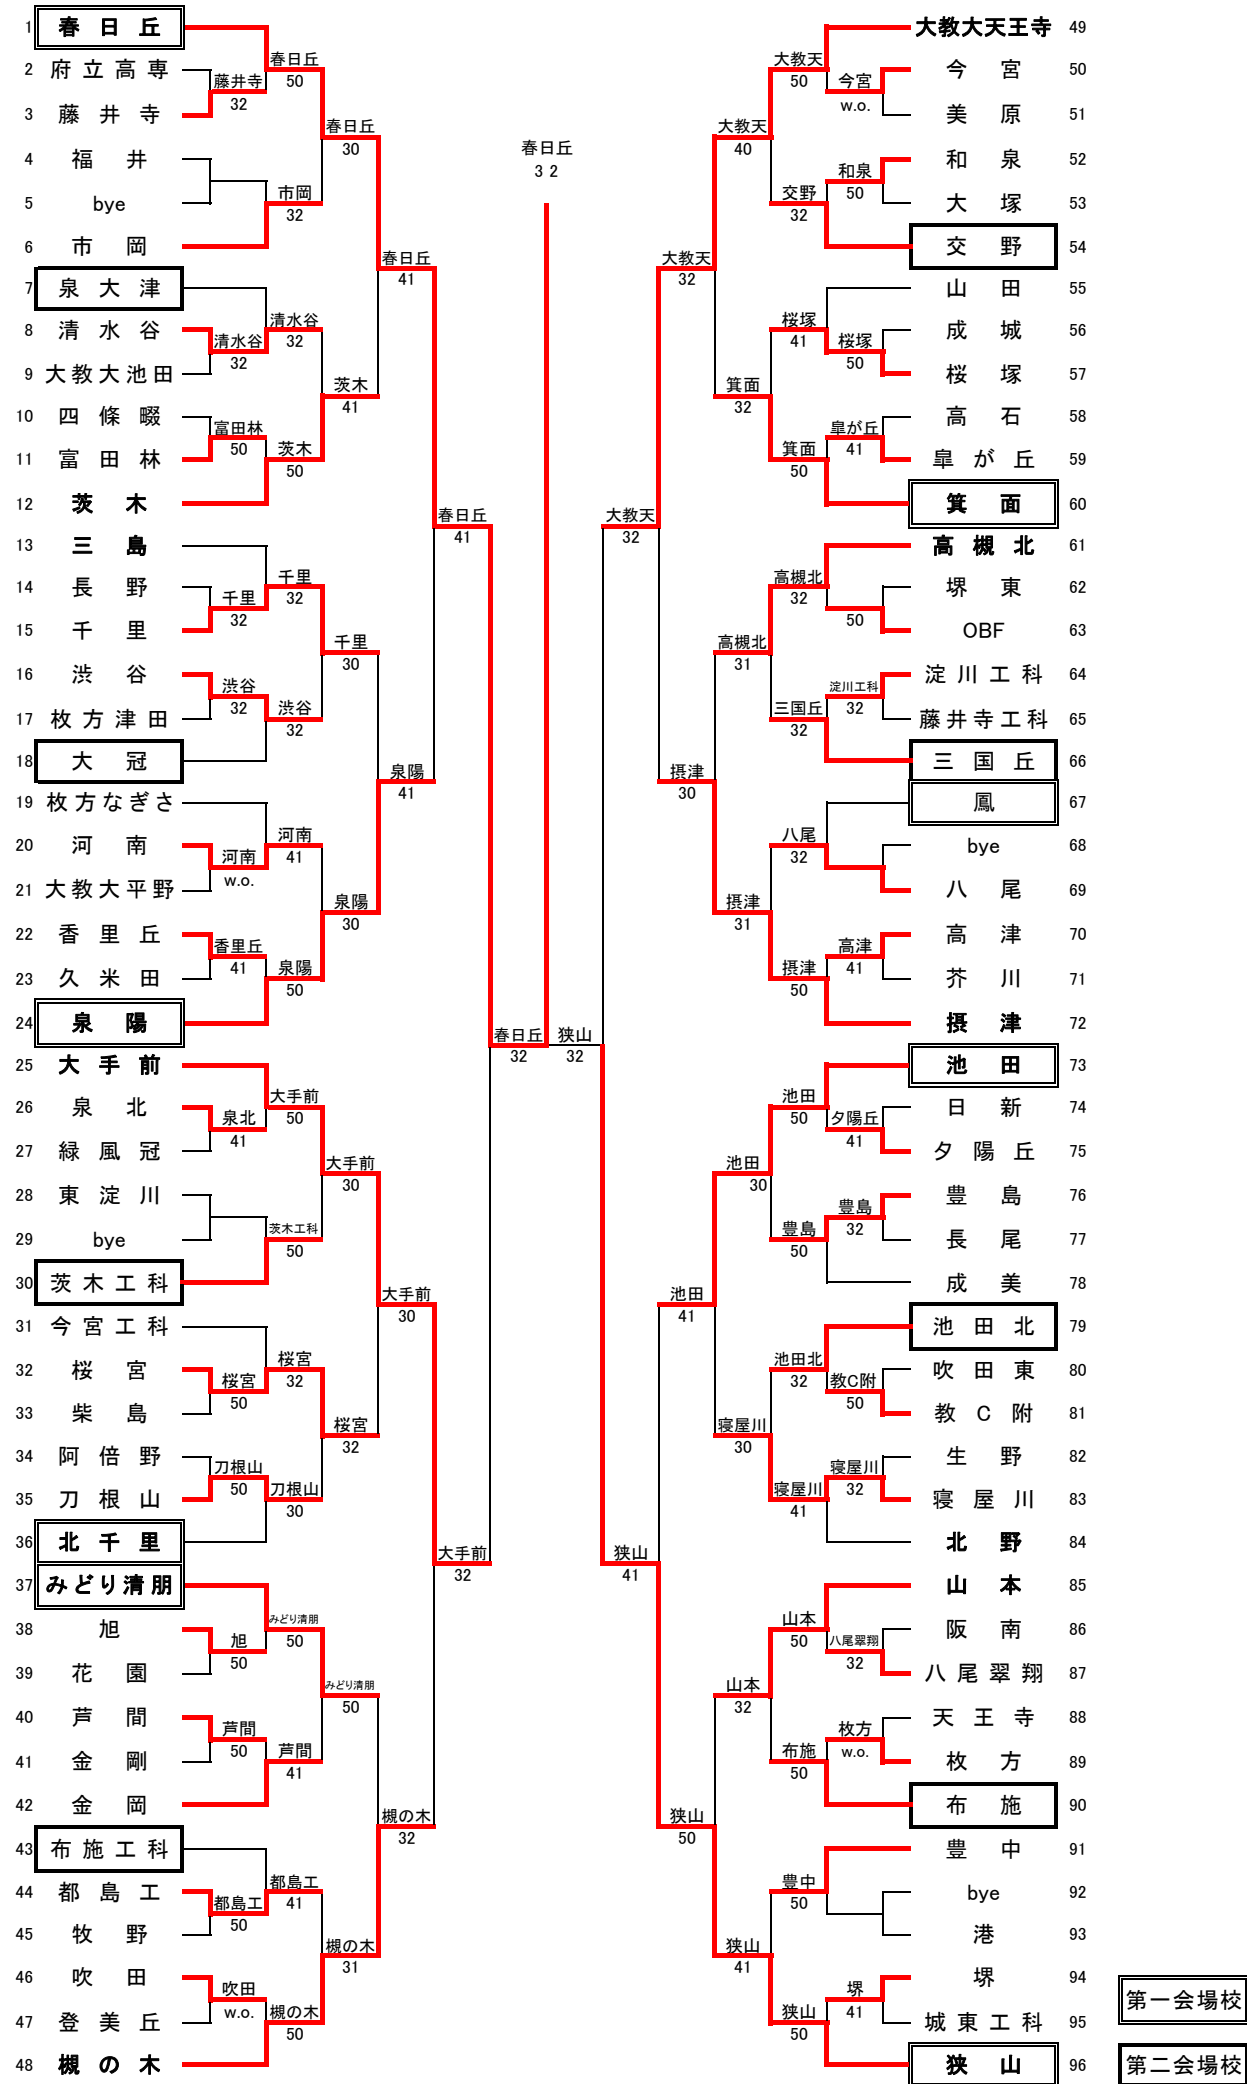 1 春日丘
2 府立高専
3 藤井寺
4 福井
5 bye
6 市岡
7 泉大津
8 清水谷
9 大教大池田
10 四條畷
11 富田林
12 茨木
13 三島
14 長野
15 千里
16 渋谷
17 枚方津田
18 大冠
19 枚方なぎさ
20 河南
21 大教大平野
22 香里丘
23 久米田
24 泉陽
25 大手前
26 泉北
27 緑風冠
28 東淀川
29 bye
30 茨木工科
31 今宮工科
32 桜宮
33 柴島
34 阿倍野
35 刀根山
36 北千里
37 みどり清朋
38 旭
39 花園
40 芦間
41 金剛
42 金岡
43 布施工科
44 都島工
45 牧野
46 吹田
47 登美丘
48 槻の木
藤井寺
32
清水谷
32
富田林
50
千里
32
渋谷
32
河南
w.o.
香里丘
41
泉北
41
桜宮
50
刀根山
50
旭
50
芦間
50
都島工
50
吹田
w.o.
春日丘
50
市岡
32
清水谷
32
茨木
50
千里
32
渋谷
32
河南
41
泉陽
50
大手前
50
茨木工科
50
桜宮
32
刀根山
30
みどり清朋
50
芦間
41
都島工
41
槻の木
50
春日丘
30
茨木
41
千里
30
泉陽
30
大手前
30
桜宮
32
みどり清朋
50
槻の木
31
春日丘
41
泉陽
41
大手前
30
槻の木
32
春日丘
41
大手前
32
春日丘
32
春日丘
3 2
狭山
32
大教天
32
狭山
41
大教天
32
摂津
30
池田
41
狭山
50
大教天
40
箕面
32
高槻北
31
摂津
31
池田
30
寝屋川
30
山本
32
狭山
41
大教天
50
交野
32
桜塚
41
箕面
50
高槻北
32
三国丘
32
八尾
32
摂津
50
池田
50
豊島
50
池田北
32
寝屋川
41
山本
50
布施
50
豊中
50
狭山
50
今宮
w.o.
和泉
50
桜塚
50
皐が丘
41
50
淀川工科
32
高津
41
夕陽丘
41
豊島
32
教C附
50
寝屋川
32
八尾翠翔
32
枚方
w.o.
堺
41
大教大天王寺 49
今宮 50
美原 51
和泉 52
大塚 53
交野 54
山田 55
成城 56
桜塚 57
高石 58
皐が丘 59
箕面 60
高槻北 61
堺東 62
OBF 63
淀川工科 64
藤井寺工科 65
三国丘 66
鳳 67
bye 68
八尾 69
高津 70
芥川 71
摂津 72
池田 73
日新 74
夕陽丘 75
豊島 76
長尾 77
成美 78
池田北 79
吹田東 80
教C附 81
生野 82
寝屋川 83
北野 84
山本 85
阪南 86
八尾翠翔 87
天王寺 88
枚方 89
布施 90
豊中 91
bye 92
港 93
堺 94
城東工科 95
狭山 96
第一会場校
第二会場校